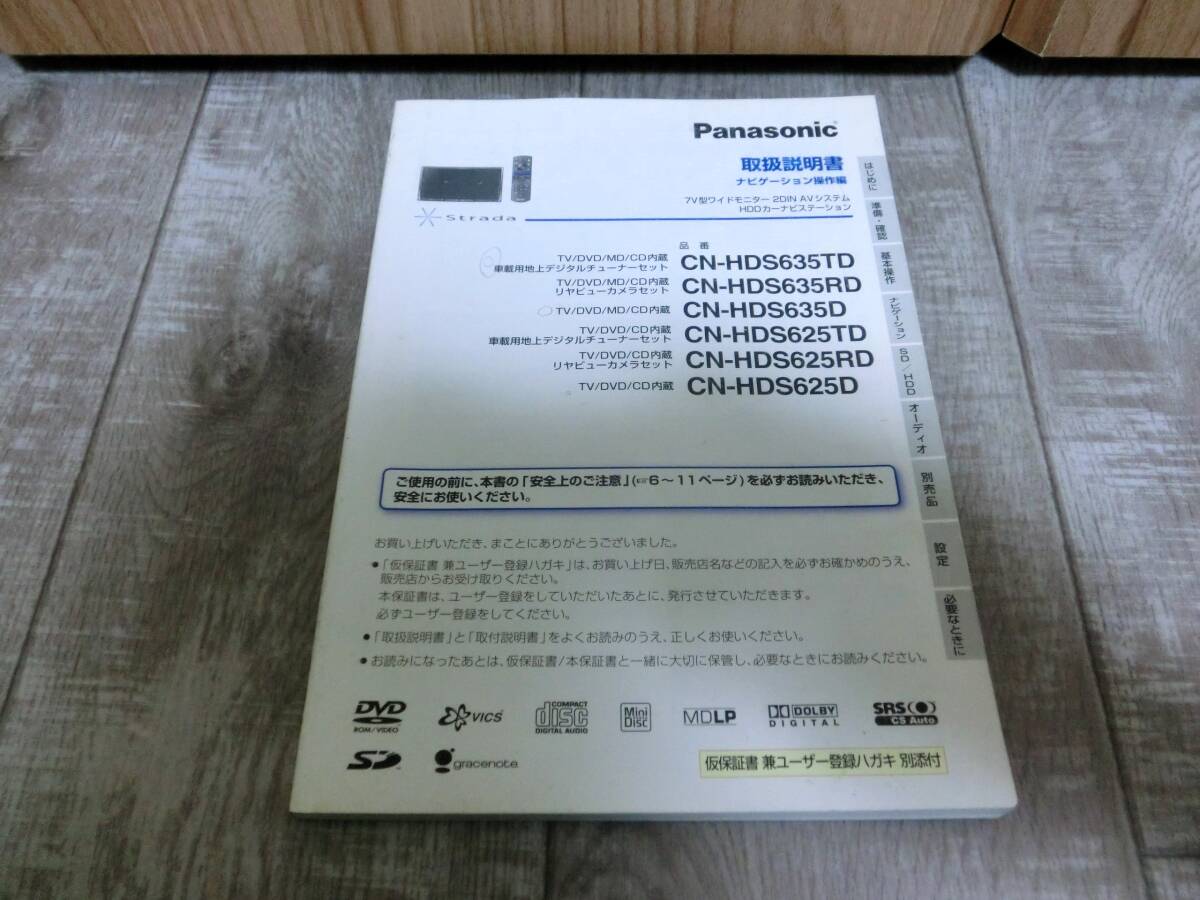 Panasonic
取扱説明書
ナビゲーション操作編
7V型ワイドモニター 2DIN AVシステム
HDDカーナビステーション
Strada
品番
TV/DVD/MD/CD内蔵
車載用地上デジタルチューナーセット
CN-HDS635TD
TV/DVD/MD/CD内蔵
リヤビューカメラセット
CN-HDS635RD
TV/DVD/MD/CD内蔵
CN-HDS635D
TV/DVD/CD内蔵
車載用地上デジタルチューナーセット
CN-HDS625TD
TV/DVD/CD内蔵
リヤビューカメラセット
CN-HDS625RD
TV/DVD/CD内蔵
CN-HDS625D
ご使用の前に、本書の「安全上のご注意」(☞6〜11ページ)を必ずお読みいただき、
安全にお使いください。
お買い上げいただき、まことにありがとうございました。
●「仮保証書 兼ユーザー登録ハガキ」は、お買い上げ日、販売店名などの記入を必ずお確かめのうえ、
販売店からお受け取りください。
本保証書は、ユーザー登録をしていただいたあとに、発行させていただきます。
必ずユーザー登録をしてください。
●「取扱説明書」と「取付説明書」をよくお読みのうえ、正しくお使いください。
●お読みになったあとは、仮保証書/本保証書と一緒に大切に保管し、必要なときにお読みください。
DVD
ROM/VIDEO
VICS
COMPACT
disc
DIGITAL AUDIO
Mini
Disc
MDLP
DOLBY
DIGITAL
SRS
CS Auto
SD
gracenote
仮保証書 兼ユーザー登録ハガキ 別添付
はじめに
準備・確認
基本操作
ナビゲーション
SD/HDD
オーディオ
別売品
設定
必要なときに